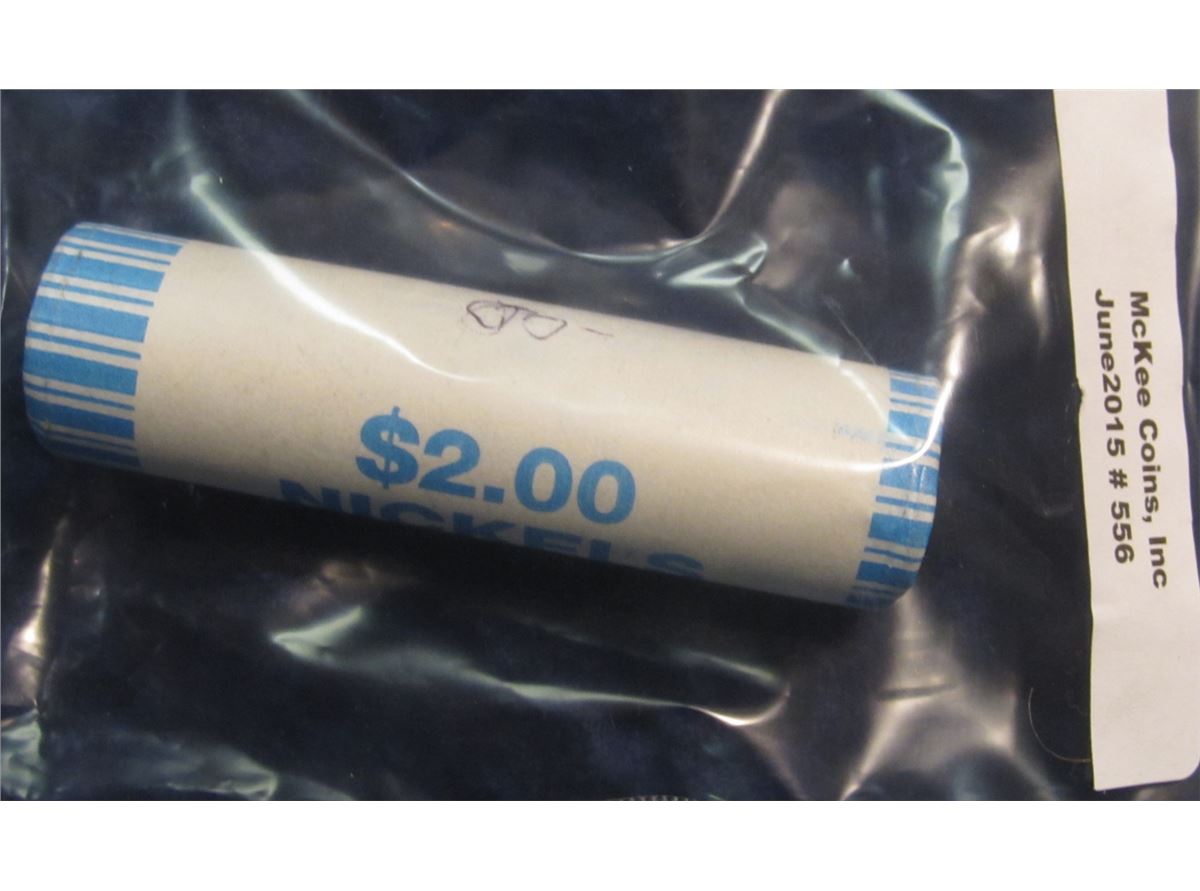 $2.00
NICKELS
McKee Coins, Inc
June2015 # 556